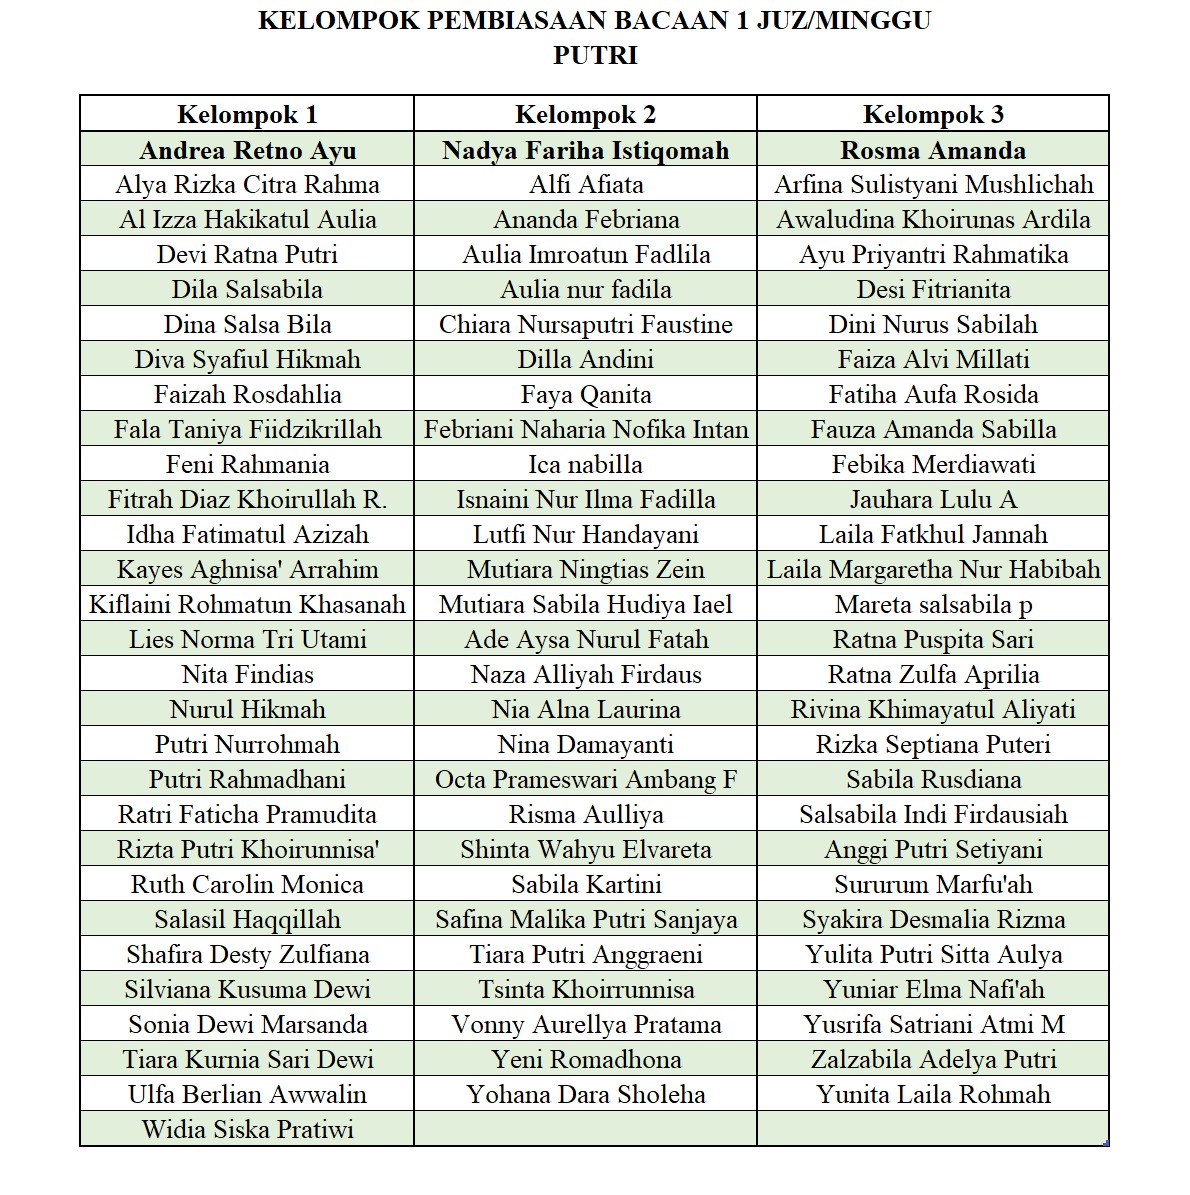 KELOMPOK PEMBIASAAN BACAAN 1 JUZ/MINGGU
PUTRI
Kelompok 1 Kelompok 2 Kelompok 3
Andrea Retno Ayu Nadya Fariha Istiqomah Rosma Amanda
Alya Rizka Citra Rahma Alfi Afiata Arfina Sulistyani Mushlichah
Al Izza Hakikatul Aulia Ananda Febriana Awaludina Khoirunas Ardila
Devi Ratna Putri Aulia Imroatun Fadlila Ayu Priyantri Rahmatika
Dila Salsabila Aulia nur fadila Desi Fitrianita
Dina Salsa Bila Chiara Nursaputri Faustine Dini Nurus Sabilah
Diva Syafiul Hikmah Dilla Andini Faiza Alvi Millati
Faizah Rosdahlia Faya Qanita Fatiha Aufa Rosida
Fala Taniya Fiidzikrillah Febriani Naharia Nofika Intan Fauza Amanda Sabilla
Feni Rahmania Ica nabilla Febika Merdiawati
Fitrah Diaz Khoirullah R. Isnaini Nur Ilma Fadilla Jauhara Lulu A
Idha Fatimatul Azizah Lutfi Nur Handayani Laila Fatkhul Jannah
Kayes Aghnisa' Arrahim Mutiara Ningtias Zein Laila Margaretha Nur Habibah
Kiflaini Rohmatun Khasanah Mutiara Sabila Hudiya Iael Mareta salsabila p
Lies Norma Tri Utami Ade Aysa Nurul Fatah Ratna Puspita Sari
Nita Findias Naza Alliyah Firdaus Ratna Zulfa Aprilia
Nurul Hikmah Nia Alna Laurina Rivina Khimayatul Aliyati
Putri Nurrohmah Nina Damayanti Rizka Septiana Puteri
Putri Rahmadhani Octa Prameswari Ambang F Sabila Rusdiana
Ratri Faticha Pramudita Risma Aulliya Salsabila Indi Firdausiah
Rizta Putri Khoirunnisa' Shinta Wahyu Elvareta Anggi Putri Setiyani
Ruth Carolin Monica Sabila Kartini Sururum Marfu'ah
Salasil Haqqillah Safina Malika Putri Sanjaya Syakira Desmalia Rizma
Shafira Desty Zulfiana Tiara Putri Anggraeni Yulita Putri Sitta Aulya
Silviana Kusuma Dewi Tsinta Khoirrunnisa Yuniar Elma Nafi'ah
Sonia Dewi Marsanda Vonny Aurellya Pratama Yusrifa Satriani Atmi M
Tiara Kurnia Sari Dewi Yeni Romadhona Zalzabila Adelya Putri
Ulfa Berlian Awwalin Yohana Dara Sholeha Yunita Laila Rohmah
Widia Siska Pratiwi